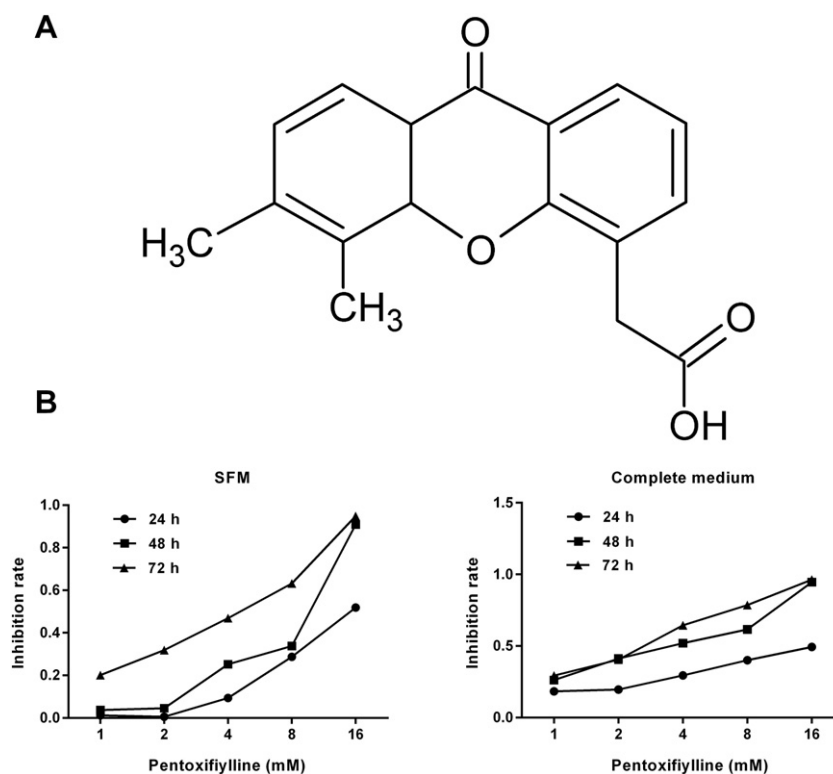 A
O
O
H₃C
CH₃
O
OH
B
SFM
24 h
48 h
72 h
Inhibition rate
1.0
0.8
0.6
0.4
0.2
0.0
1 2 4 8 16
Pentoxifiylline (mM)
Complete medium
24 h
48 h
72 h
Inhibition rate
1.5
1.0
0.5
0.0
1 2 4 8 16
Pentoxifiylline (mM)